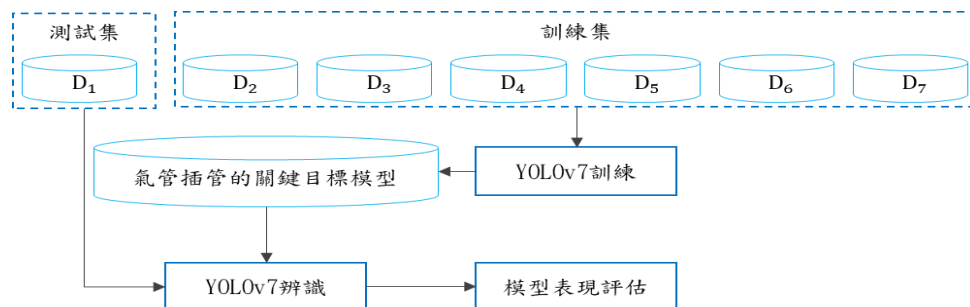 測試集
訓練集
D₁
D₂
D₃
D₄
D₅
D₆
D₇
氣管插管的關鍵目標模型
YOLOv7訓練
YOLOv7辨識
模型表現評估